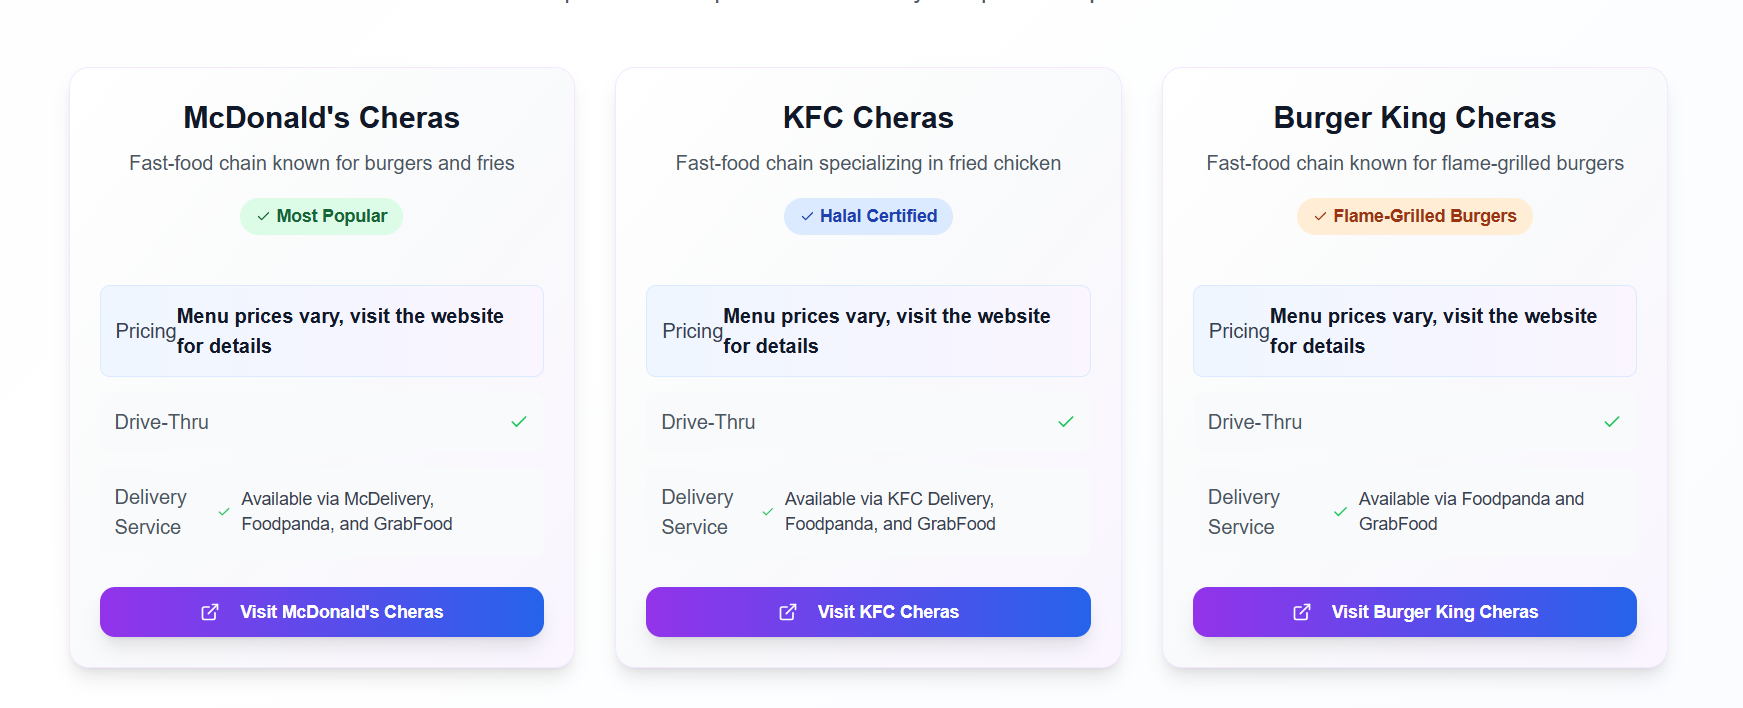 McDonald's Cheras
Fast-food chain known for burgers and fries
Most Popular
Pricing
Menu prices vary, visit the website
for details
Drive-Thru
Delivery
Service
Available via McDelivery,
Foodpanda, and GrabFood
Visit McDonald's Cheras
KFC Cheras
Fast-food chain specializing in fried chicken
Halal Certified
Pricing
Menu prices vary, visit the website
for details
Drive-Thru
Delivery
Service
Available via KFC Delivery,
Foodpanda, and GrabFood
Visit KFC Cheras
Burger King Cheras
Fast-food chain known for flame-grilled burgers
Flame-Grilled Burgers
Pricing
Menu prices vary, visit the website
for details
Drive-Thru
Delivery
Service
Available via Foodpanda and
GrabFood
Visit Burger King Cheras